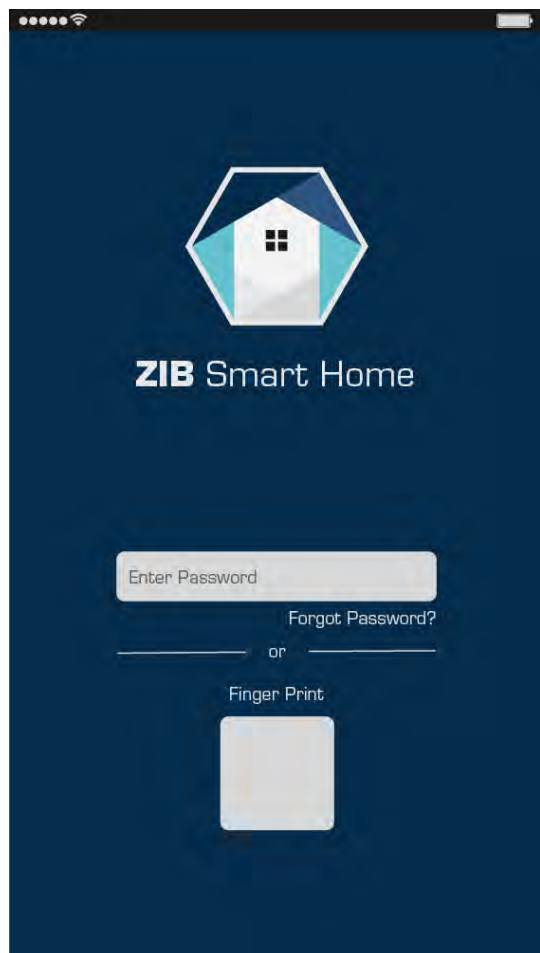 ZIB Smart Home
Enter Password
Forgot Password?
or
Finger Print